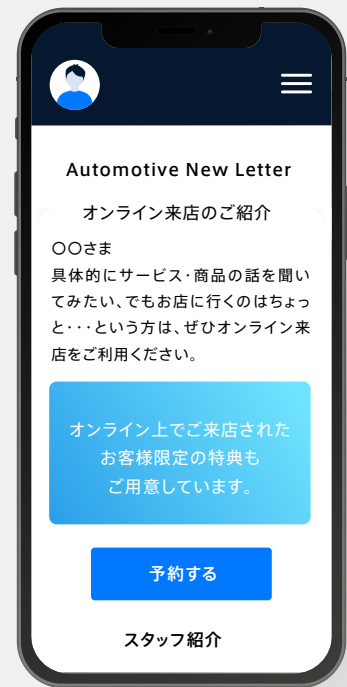 Automotive New Letter
オンライン来店のご紹介
〇〇さま
具体的にサービス・商品の話を聞い
てみたい、でもお店に行くのはちょっ
と・・・という方は、ぜひオンライン来
店をご利用ください。
オンライン上でご来店された
お客様限定の特典も
ご用意しています。
予約する
スタッフ紹介